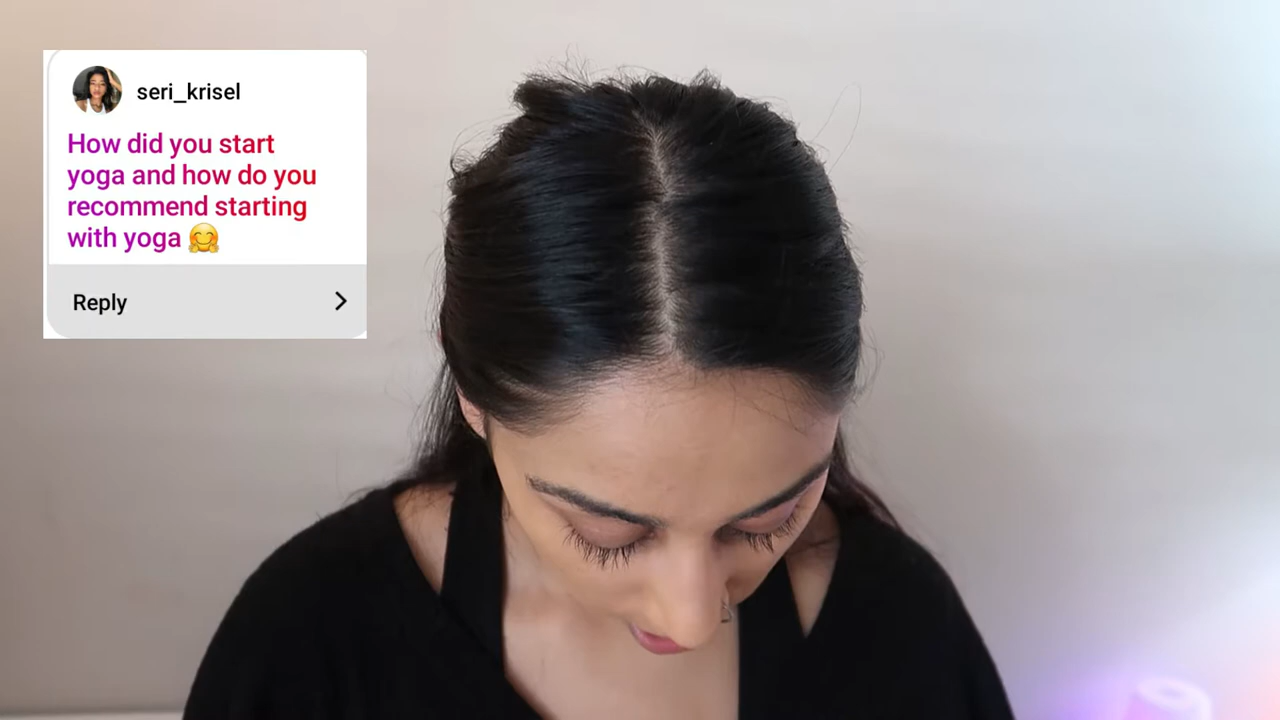 seri_krisel
How did you start
yoga and how do you
recommend starting
with yoga 🤗
Reply